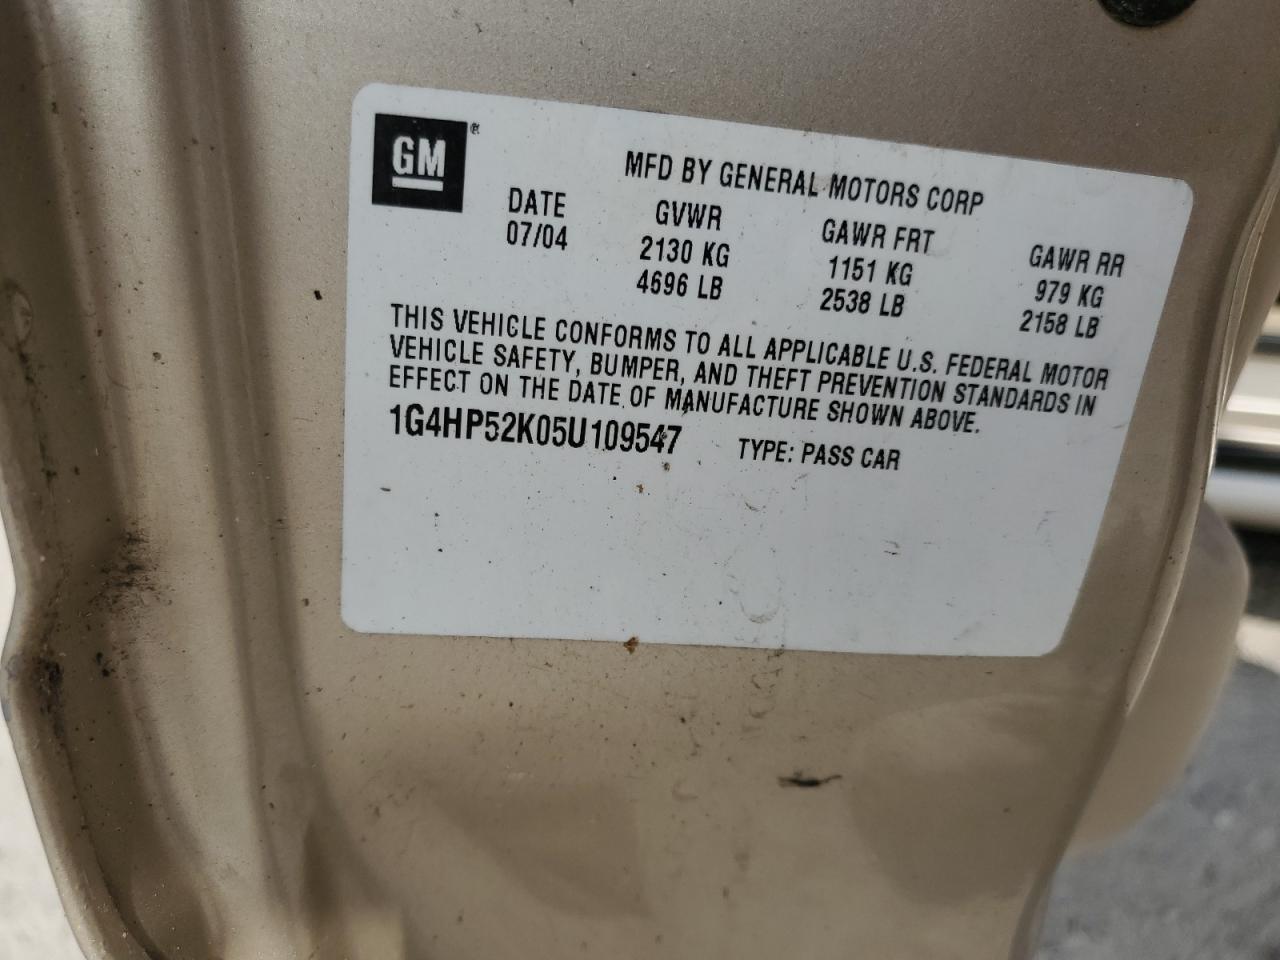 GM ®
MFD BY GENERAL MOTORS CORP
DATE GVWR GAWR FRT GAWR RR
07/04 2130 KG 1151 KG 979 KG
4696 LB 2538 LB 2158 LB
THIS VEHICLE CONFORMS TO ALL APPLICABLE U.S. FEDERAL MOTOR
VEHICLE SAFETY, BUMPER, AND THEFT PREVENTION STANDARDS IN
EFFECT ON THE DATE OF MANUFACTURE SHOWN ABOVE.
1G4HP52K05U109547 TYPE: PASS CAR